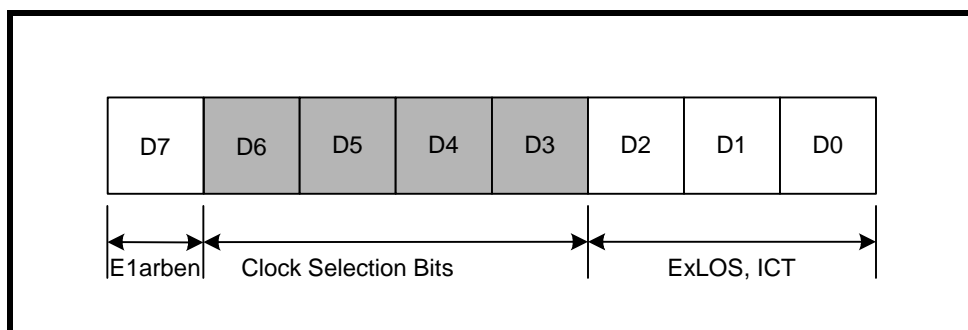 D7 D6 D5 D4 D3 D2 D1 D0
E1arben Clock Selection Bits ExLOS, ICT